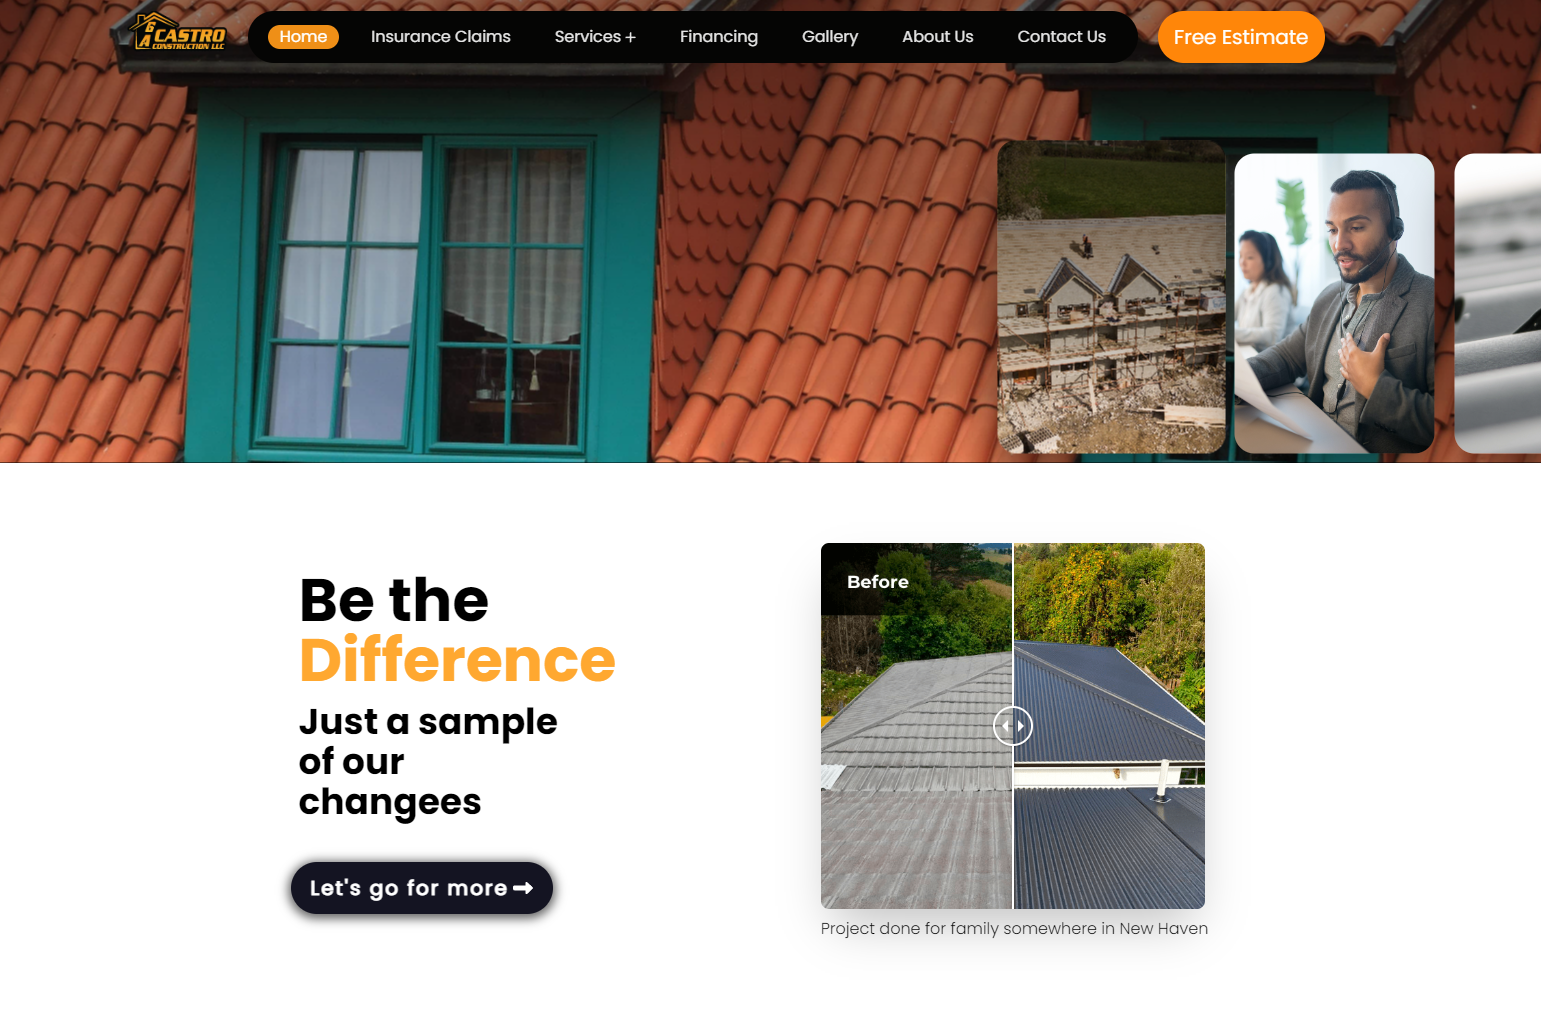 GA CASTRO
CONSTRUCTION LLC
Home Insurance Claims Services + Financing Gallery About Us Contact Us Free Estimate
Be the
Difference
Just a sample
of our
changees
Let's go for more
Before
Project done for family somewhere in New Haven